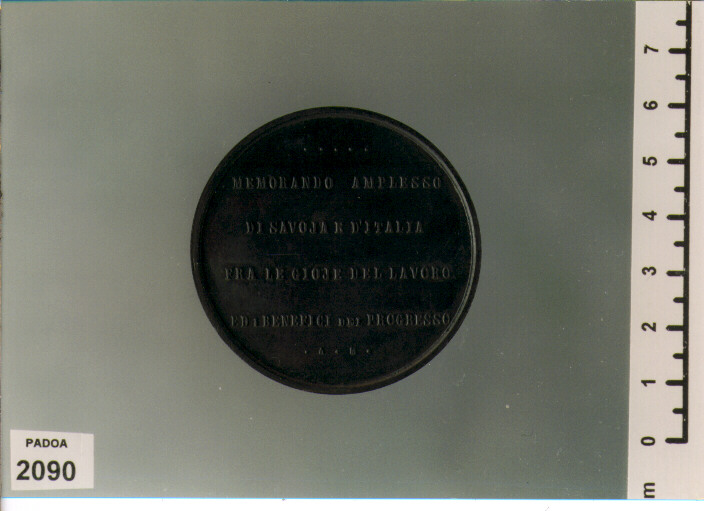 . . . . .
MEMORANDO AMPLESSO
DI SAVOJA E D'ITALIA
FRA LE GIOJE DEL LAVORO
ED I BENEFICI DEL PROGRESSO
PADOA
2090
7
6
5
4
3
2
1
0
m